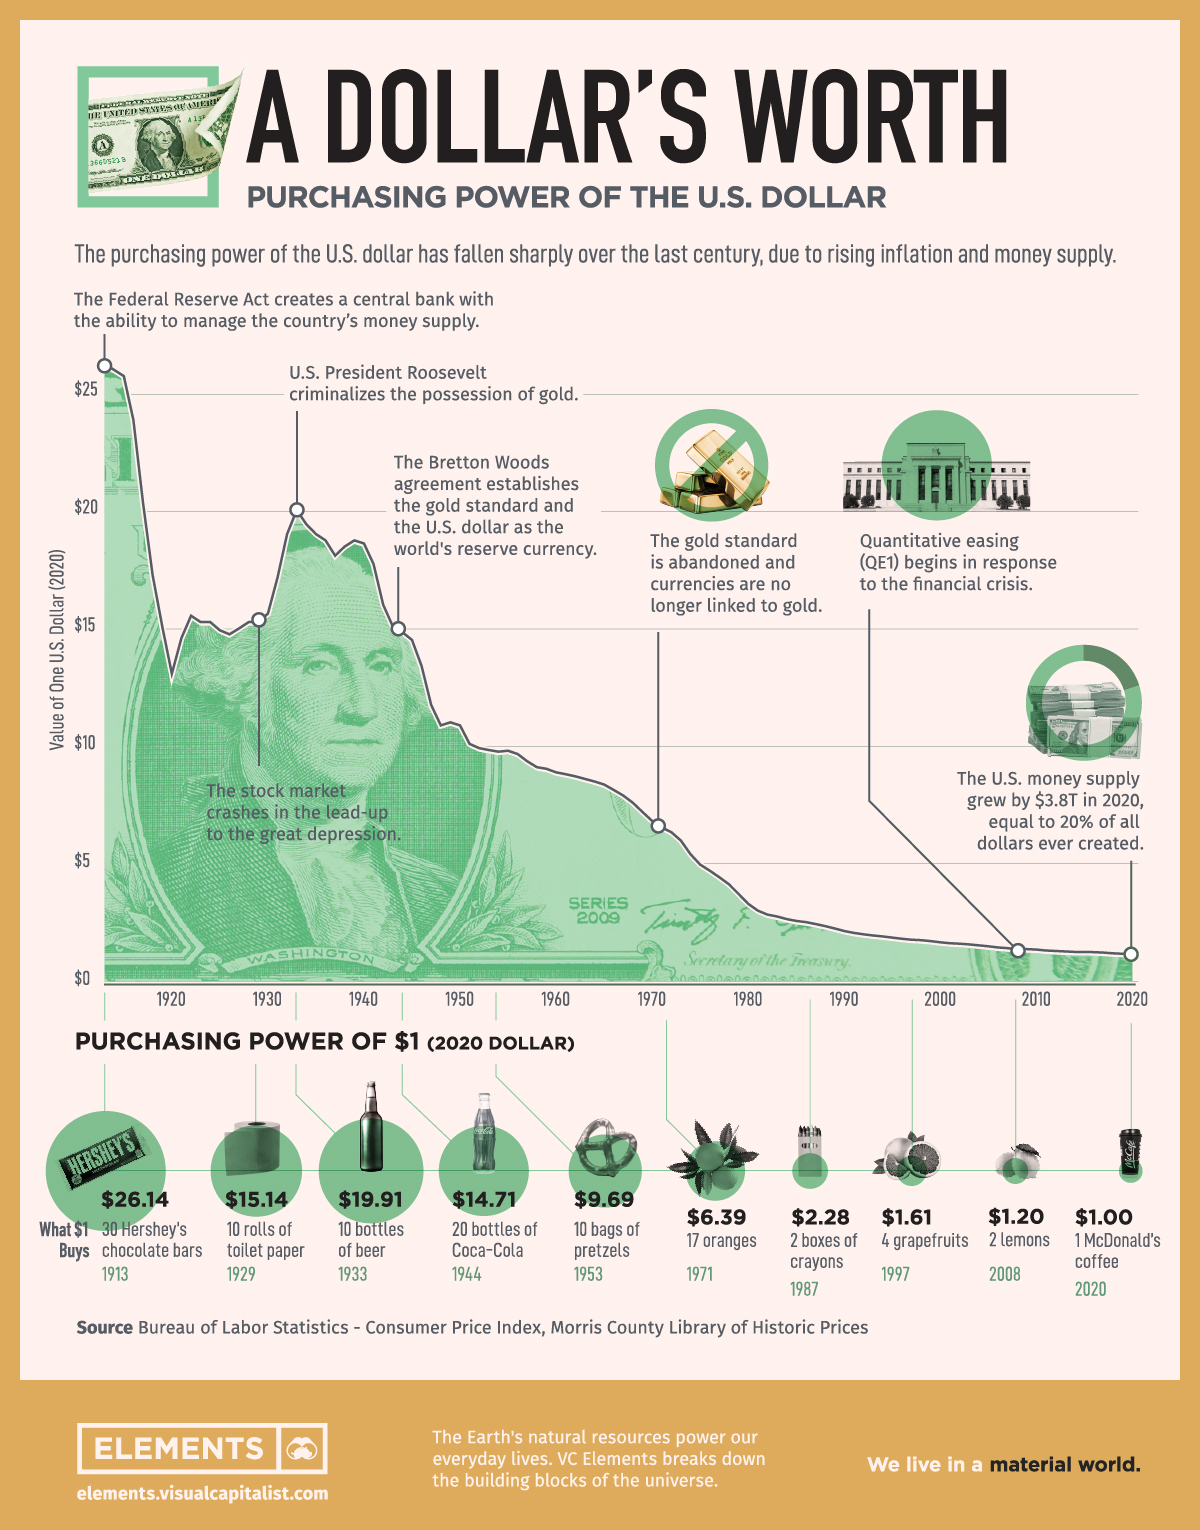 A DOLLAR'S WORTH
PURCHASING POWER OF THE U.S. DOLLAR
The purchasing power of the U.S. dollar has fallen sharply over the last century, due to rising inflation and money supply.
The Federal Reserve Act creates a central bank with
the ability to manage the country's money supply.
U.S. President Roosevelt
criminalizes the possession of gold.
The Bretton Woods
agreement establishes
the gold standard and
the U.S. dollar as the
world's reserve currency.
The gold standard
is abandoned and
currencies are no
longer linked to gold.
Quantitative easing
(QE1) begins in response
to the financial crisis.
The U.S. money supply
grew by $3.8T in 2020,
equal to 20% of all
dollars ever created.
The stock market
crashes in the lead-up
to the great depression.
Value of One U.S. Dollar (2020)
$25
$20
$15
$10
$5
$0
SERIES
2009
WASHINGTON
Secretary of the Treasury.
1920 1930 1940 1950 1960 1970 1980 1990 2000 2010 2020
PURCHASING POWER OF $1 (2020 DOLLAR)
HERSHEY'S
Coca-Cola
McCafé
What $1
Buys
$26.14
30 Hershey's
chocolate bars
1913
$15.14
10 rolls of
toilet paper
1929
$19.91
10 bottles
of beer
1933
$14.71
20 bottles of
Coca-Cola
1944
$9.69
10 bags of
pretzels
1953
$6.39
17 oranges
1971
$2.28
2 boxes of
crayons
1987
$1.61
4 grapefruits
1997
$1.20
2 lemons
2008
$1.00
1 McDonald's
coffee
2020
Source Bureau of Labor Statistics - Consumer Price Index, Morris County Library of Historic Prices
ELEMENTS
elements.visualcapitalist.com
The Earth's natural resources power our
everyday lives. VC Elements breaks down
the building blocks of the universe.
We live in a material world.